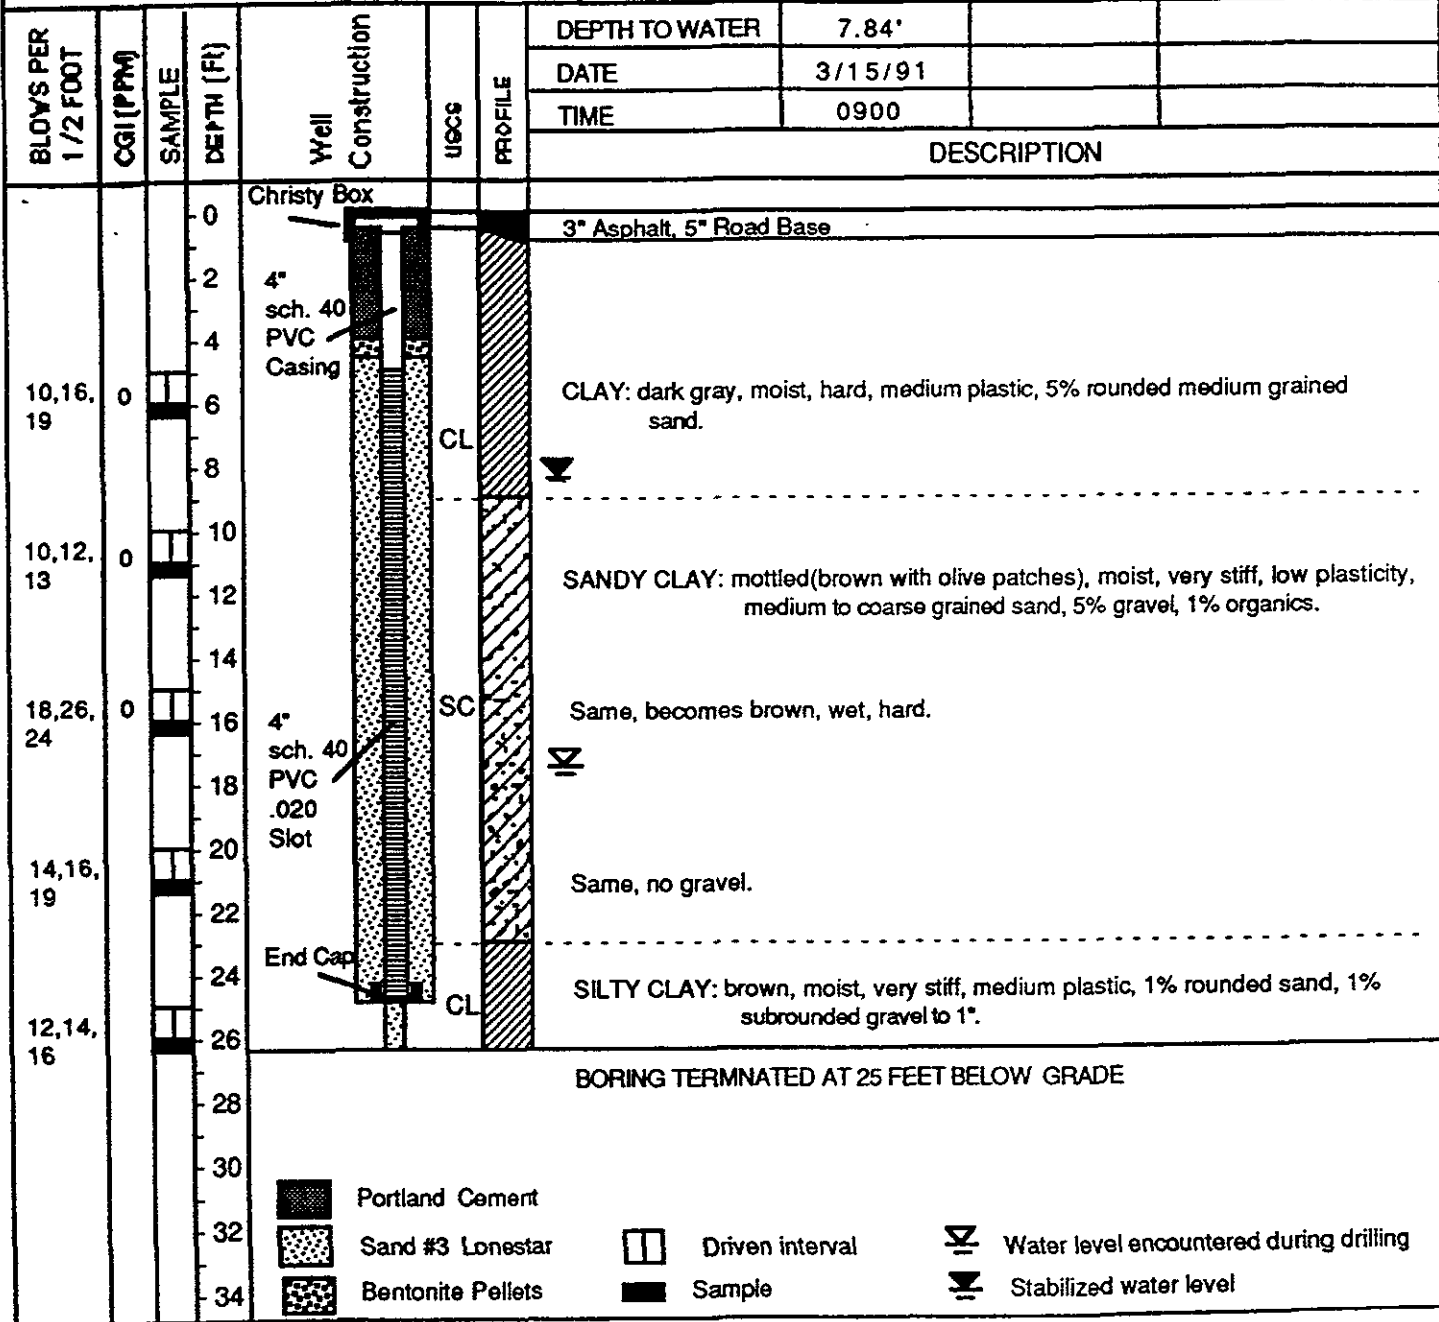 DEPTH TO WATER 7.84'
DATE 3/15/91
TIME 0900
BLOWS PER
1/2 FOOT
CGI (PPM)
SAMPLE
DEPTH (Ft)
Well
Construction
USCS
PROFILE
DESCRIPTION
Christy Box
0
3" Asphalt, 5" Road Base
2
4"
sch. 40
PVC
Casing
4
10,16,
19
0
6
CL
CLAY: dark gray, moist, hard, medium plastic, 5% rounded medium grained
sand.
8
10
10,12,
13
0
12
SANDY CLAY: mottled(brown with olive patches), moist, very stiff, low plasticity,
medium to coarse grained sand, 5% gravel, 1% organics.
14
18,26,
24
0
16
SC
Same, becomes brown, wet, hard.
4"
sch. 40
PVC
.020
Slot
18
20
14,16,
19
Same, no gravel.
22
End Cap
24
CL
SILTY CLAY: brown, moist, very stiff, medium plastic, 1% rounded sand, 1%
subrounded gravel to 1".
12,14,
16
26
BORING TERMNATED AT 25 FEET BELOW GRADE
28
30
32
34
Portland Cement
Sand #3 Lonestar
Bentonite Pellets
Driven interval
Sample
Water level encountered during drilling
Stabilized water level